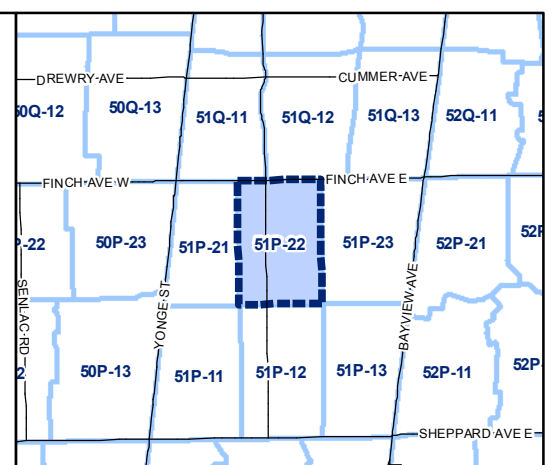 DREWRY AVE
CUMMER AVE
50Q-12
50Q-13
51Q-11
51Q-12
51Q-13
52Q-11
FINCH AVE W
FINCH AVE E
-22
50P-23
51P-21
51P-22
51P-23
52P-21
SENLAC RD
YONGE ST
BAYVIEW AVE
50P-13
51P-11
51P-12
51P-13
52P-11
52P
SHEPPARD AVE E